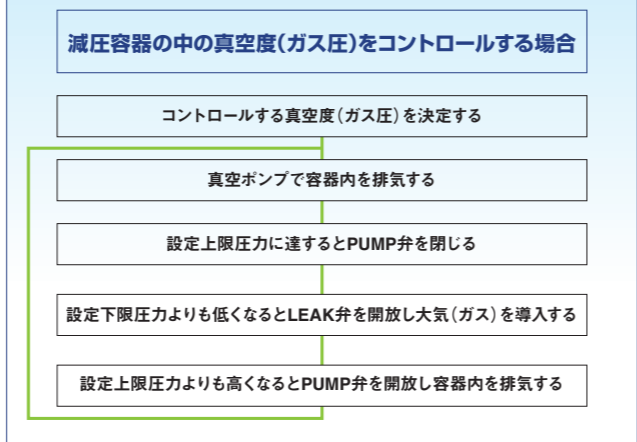 減圧容器の中の真空度(ガス圧)をコントロールする場合
コントロールする真空度(ガス圧)を決定する
真空ポンプで容器内を排気する
設定上限圧力に達するとPUMP弁を閉じる
設定下限圧力よりも低くなるとLEAK弁を開放し大気(ガス)を導入する
設定上限圧力よりも高くなるとPUMP弁を開放し容器内を排気する